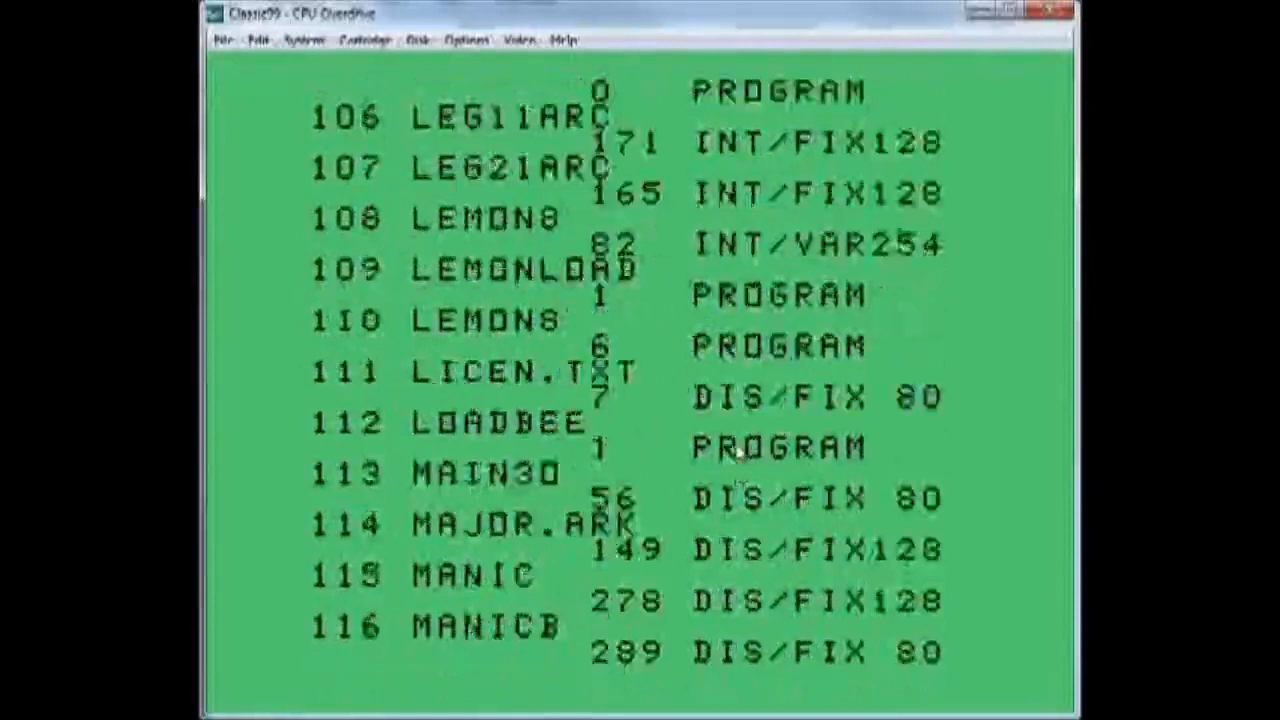 Classic99 - CPU Overdrive
File Edit System Cartridge Disk Options Video Help
0 PROGRAM
106 LEG11ARC
171 INT/FIX128
107 LEG21ARC
165 INT/FIX128
108 LEMON8
82 INT/VAR254
109 LEMONLOAD
1 PROGRAM
110 LEMONS
6 PROGRAM
111 LICEN.TXT
7 DIS/FIX 80
112 LOADBEE
1 PROGRAM
113 MAIN30
56 DIS/FIX 80
114 MAJOR.ARK
149 DIS/FIX128
115 MANIC
278 DIS/FIX128
116 MANICB
289 DIS/FIX 80